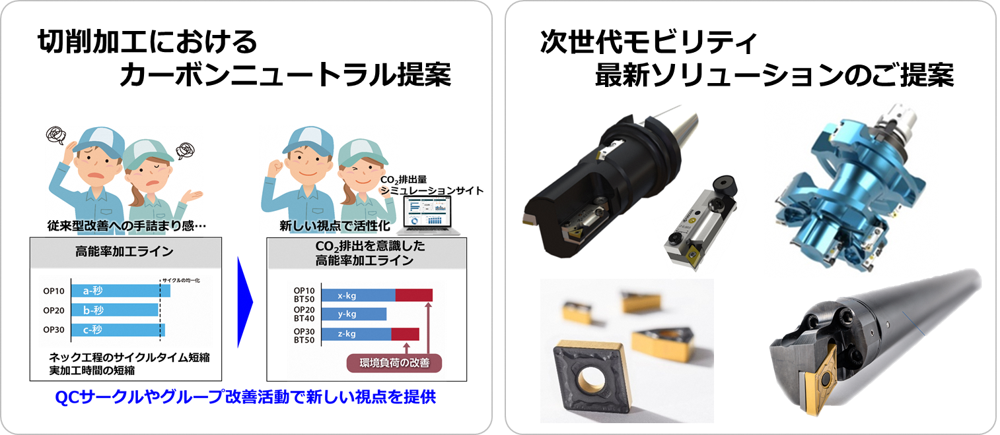 切削加工における
カーボンニュートラル提案
従来型改善への手詰まり感…
高能率加工ライン
サイクルの均一化
OP10
a-秒
OP20
b-秒
OP30
c-秒
ネック工程のサイクルタイム短縮
実加工時間の短縮
CO₂排出量
シミュレーションサイト
新しい視点で活性化
CO₂排出を意識した
高能率加工ライン
OP10
BT50
x-kg
OP20
BT40
y-kg
OP30
BT50
z-kg
環境負荷の改善
QCサークルやグループ改善活動で新しい視点を提供
次世代モビリティ
最新ソリューションのご提案